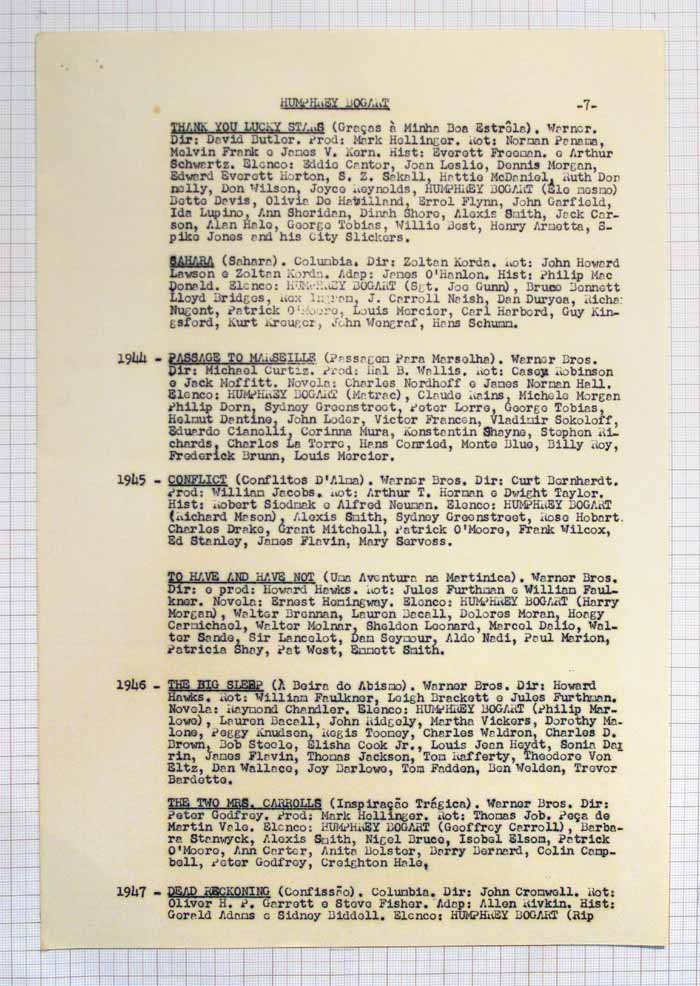 HUMPHREY BOGART -7-
THANK YOU LUCKY STARS (Graças à Minha Boa Estrêla). Warner.
Dir: David Butler. Prod: Mark Hellinger. Rot: Norman Panama,
Melvin Frank e James V. Kern. Hist: Everett Freeman. e Arthur
Schwartz. Elenco: Eddie Cantor, Joan Leslie, Dennis Morgan,
Edward Everett Horton, S. Z. Sakall, Hattie McDaniel, Ruth Don
nelly, Don Wilson, Joyce Reynolds, HUMPHREY BOGART (Êle mesmo)
Bette Davis, Olivia De Havilland, Errol Flynn, John Garfield,
Ida Lupino, Ann Sheridan, Dinah Shore, Alexis Smith, Jack Car-
son, Alan Hale, George Tobias, Willie Best, Henry Armetta, S-
pike Jones and his City Slickers.
SAHARA (Sahara). Columbia. Dir: Zoltan Korda. Rot: John Howard
Lawson e Zoltan Korda. Adap: James O'Hanlon. Hist: Philip Mac
Donald. Elenco: HUMPHREY BOGART (Sgt. Joe Gunn), Bruce Bennett
Lloyd Bridges, Rex Ingram, J. Carroll Naish, Dan Duryea, Richa
Nugent, Patrick O'Moore, Louis Mercier, Carl Harbord, Guy Kin-
gsford, Kurt Kreuger, John Wengraf, Hans Schumm.
1944 - PASSAGE TO MARSEILLE (Passagem Para Marselha). Warner Bros.
Dir: Michael Curtiz. Prod: Hal B. Wallis. Rot: Casey Robinson
e Jack Moffitt. Novela: Charles Nordhoff e James Norman Hall.
Elenco: HUMPHREY BOGART (Matrac), Claude Rains, Michele Morgan
Philip Dorn, Sydney Greenstreet, Peter Lorre, George Tobias,
Helmut Dantine, John Loder, Victor Francen, Vladimir Sokoloff,
Eduardo Cianelli, Corinna Mura, Konstantin Shayne, Stephen Ri-
chards, Charles La Torre, Hans Conried, Monte Blue, Billy Roy,
Frederick Brunn, Louis Mercier.
1945 - CONFLICT (Conflitos D'Alma). Warner Bros. Dir: Curt Bernhardt.
Prod: William Jacobs. Rot: Arthur T. Horman e Dwight Taylor.
Hist: Robert Siodmak e Alfred Neuman. Elenco: HUMPHREY BOGART
(Richard Mason), Alexis Smith, Sydney Greenstreet, Rose Hobart.
Charles Drake, Grant Mitchell, Patrick O'Moore, Frank Wilcox,
Ed Stanley, James Flavin, Mary Servoss.
TO HAVE AND HAVE NOT (Uma Aventura na Martinica). Warner Bros.
Dir: e prod: Howard Hawks. Rot: Jules Furthman e William Faul-
kner. Novela: Ernest Hemingway. Elenco: HUMPHREY BOGART (Harry
Morgan), Walter Brennan, Lauren Bacall, Dolores Moran, Hoagy
Carmichael, Walter Molnar, Sheldon Leonard, Marcel Dalio, Wal-
ter Sande, Sir Lancelot, Dan Seymour, Aldo Nadi, Paul Marion,
Patricia Shay, Pat West, Emmett Smith.
1946 - THE BIG SLEEP (À Beira do Abismo). Warner Bros. Dir: Howard
Hawks. Rot: William Faulkner, Leigh Brackett e Jules Furthman.
Novela: Raymond Chandler. Elenco: HUMPHREY BOGART (Philip Mar-
lowe), Lauren Bacall, John Ridgely, Martha Vickers, Dorothy Ma-
lone, Peggy Knudsen, Regis Toomey, Charles Waldron, Charles D.
Brown, Bob Steele, Elisha Cook Jr., Louis Jean Heydt, Sonia Dar
rin, James Flavin, Thomas Jackson, Tom Rafferty, Theodore Von
Eltz, Dan Wallace, Joy Barlowe, Tom Fadden, Ben Welden, Trevor
Bardette.
THE TWO MRS. CARROLLS (Inspiração Trágica). Warner Bros. Dir:
Peter Godfrey. Prod: Mark Hellinger. Rot: Thomas Job. Peça de
Martin Vale. Elenco: HUMPHREY BOGART (Geoffrey Carroll), Barba-
ra Stanwyck, Alexis Smith, Nigel Bruce, Isobel Elsom, Patrick
O'Moore, Ann Carter, Anita Bolster, Barry Bernard, Colin Camp-
bell, Peter Godfrey, Creighton Hale,
1947 - DEAD RECKONING (Confissão). Columbia. Dir: John Cromwell. Rot:
Oliver H. P. Garrett e Steve Fisher. Adap: Allen Rivkin. Hist:
Gerald Adams e Sidney Biddell. Elenco: HUMPHREY BOGART (Rip